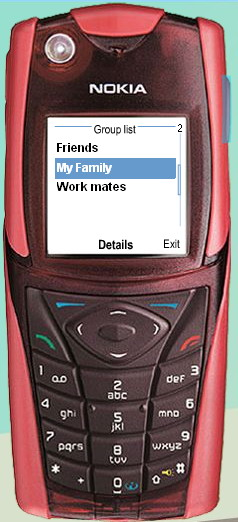 NOKIA
Group list 2
Friends
My Family
Work mates
Details Exit
1 2 abc def 3
4 ghi 5 jkl mno 6
7 pqrs 8 tuv wxyz 9
* + 0 #